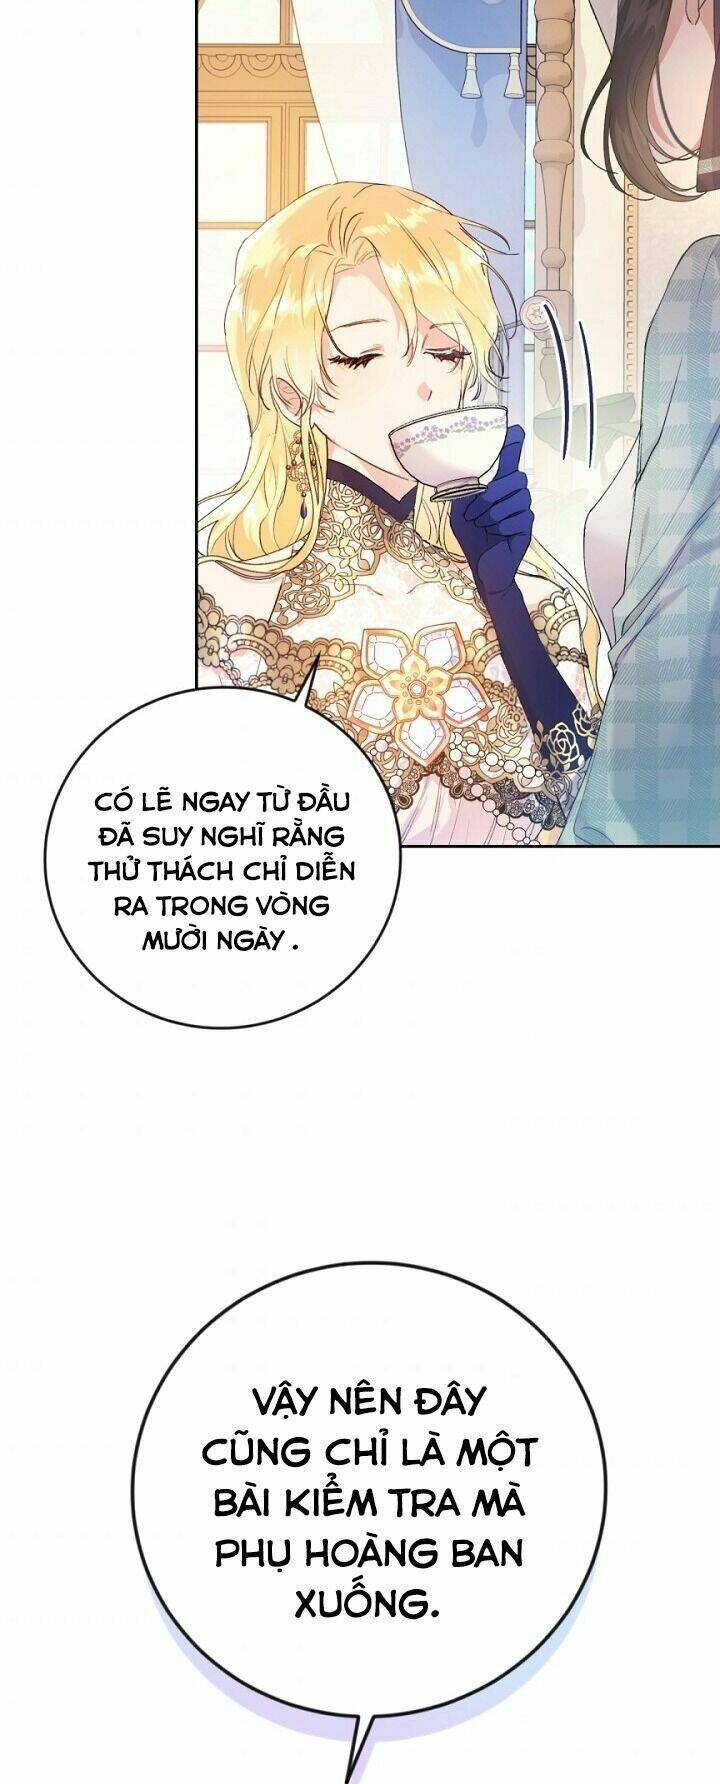 CÓ LẼ NGAY TỪ ĐẦU
ĐÃ SUY NGHĨ RẰNG
THỬ THÁCH CHỈ DIỄN
RA TRONG VÒNG
MƯỜI NGÀY .
VẬY NÊN ĐÂY
CŨNG CHỈ LÀ MỘT
BÀI KIỂM TRA MÀ
PHỤ HOÀNG BAN
XUỐNG.